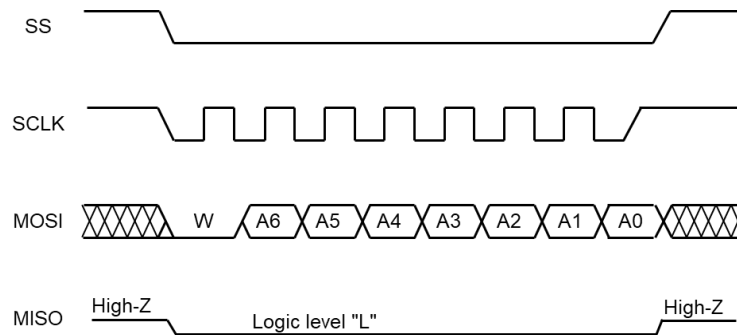 SS
SCLK
MOSI W A6 A5 A4 A3 A2 A1 A0
MISO High-Z Logic level "L" High-Z